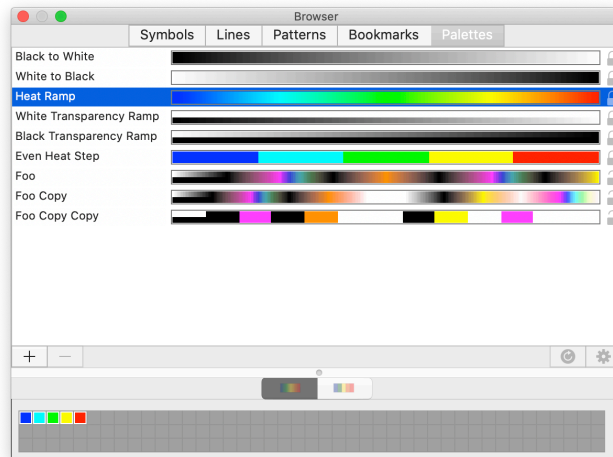 Browser
Symbols Lines Patterns Bookmarks Palettes
Black to White
White to Black
Heat Ramp
White Transparency Ramp
Black Transparency Ramp
Even Heat Step
Foo
Foo Copy
Foo Copy Copy